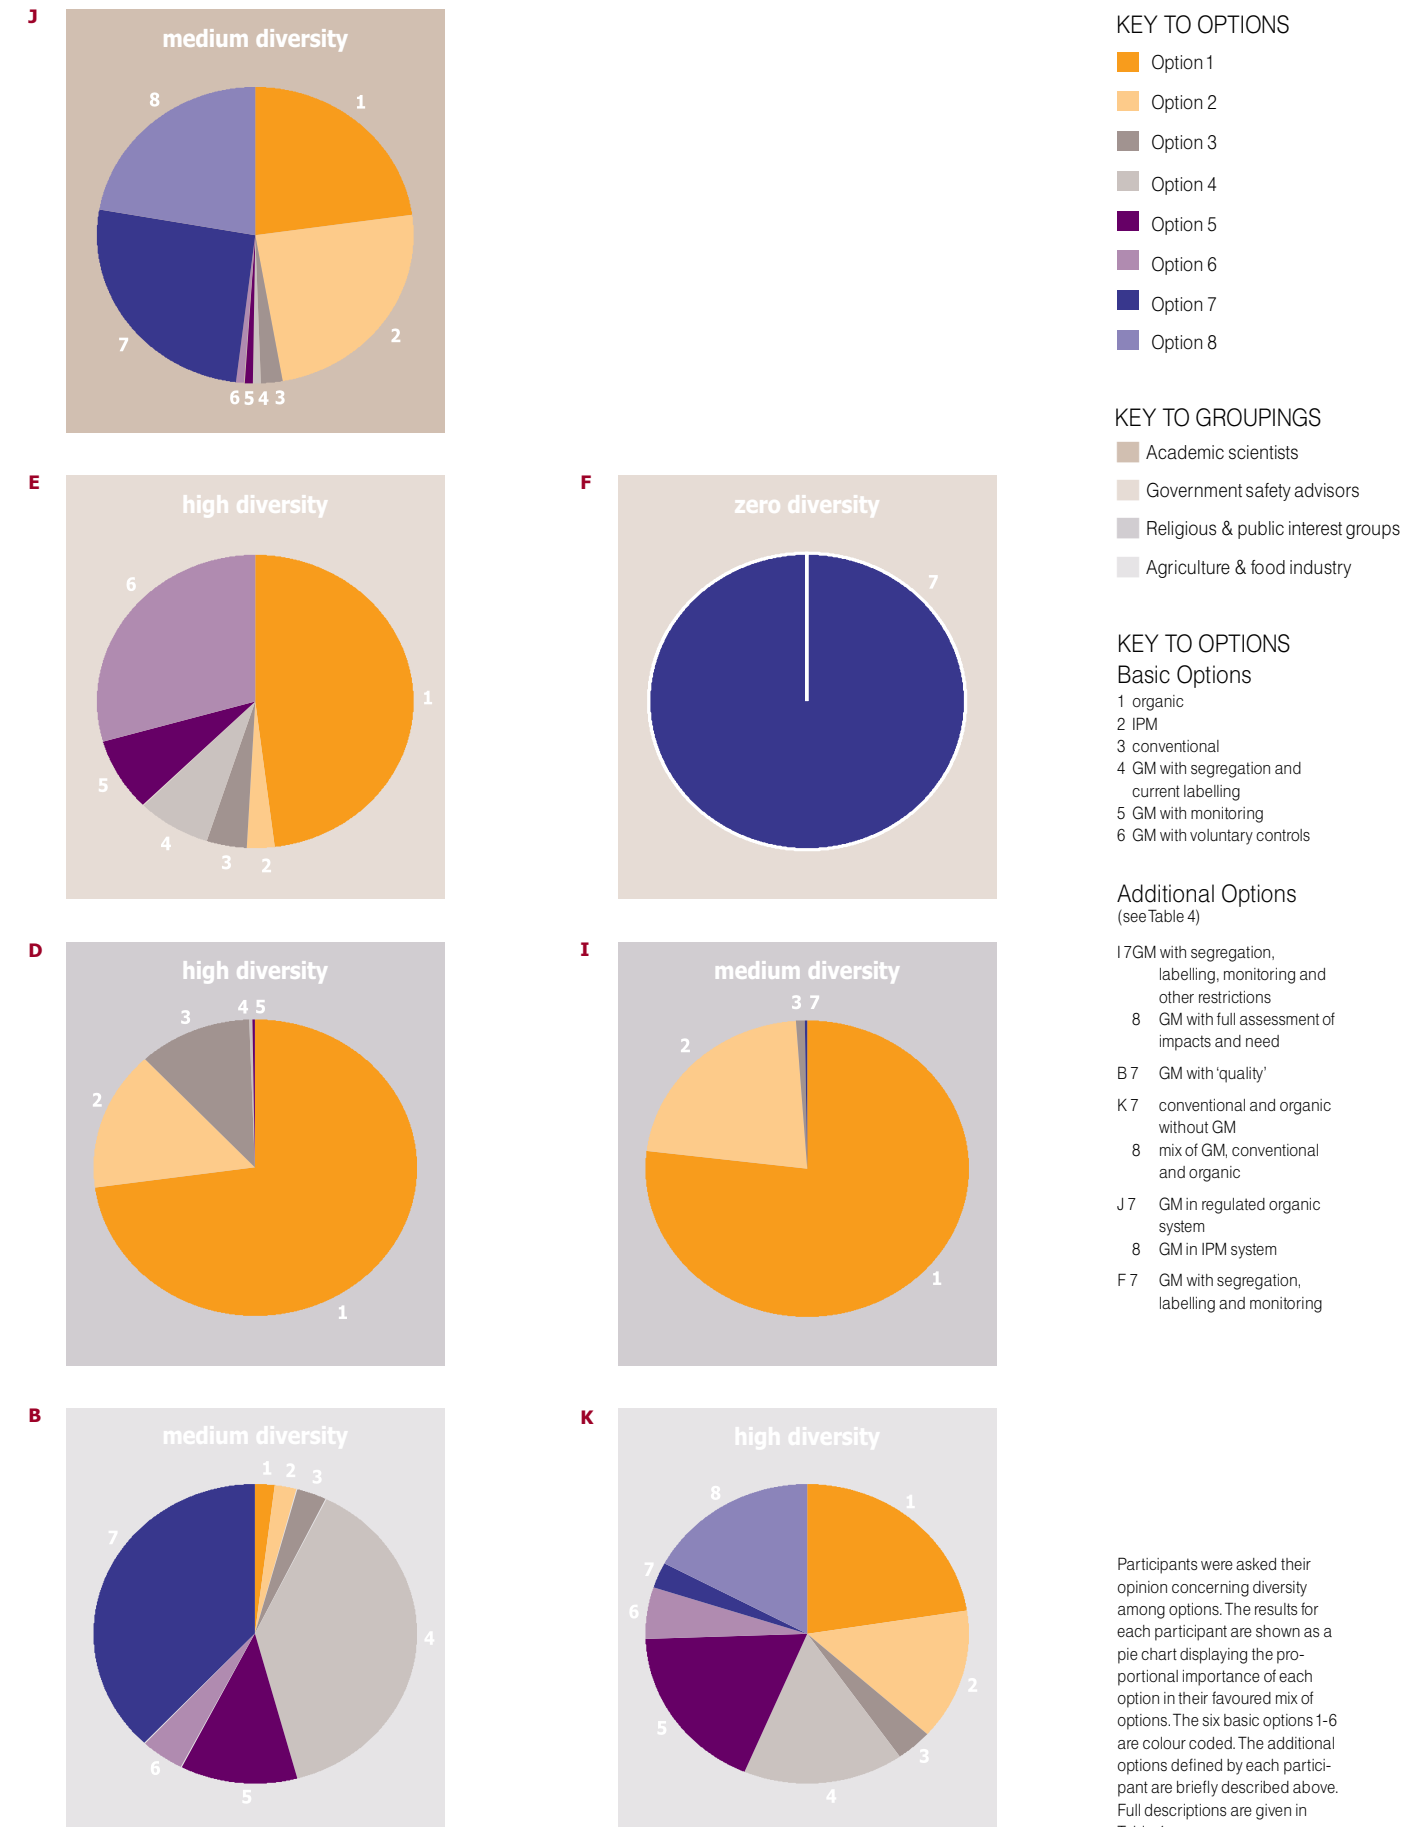 J
medium diversity
8
1
7
2
6 5 4 3
E
high diversity
6
1
5
4
3
2
F
zero diversity
7
D
high diversity
4 5
3
2
1
I
medium diversity
3 7
2
1
B
medium diversity
1 2 3
7
4
6
5
K
high diversity
8
1
7
6
2
5
3
4
KEY TO OPTIONS
Option 1
Option 2
Option 3
Option 4
Option 5
Option 6
Option 7
Option 8
KEY TO GROUPINGS
Academic scientists
Government safety advisors
Religious & public interest groups
Agriculture & food industry
KEY TO OPTIONS
Basic Options
1 organic
2 IPM
3 conventional
4 GM with segregation and
current labelling
5 GM with monitoring
6 GM with voluntary controls
Additional Options
(see Table 4)
I 7 GM with segregation,
labelling, monitoring and
other restrictions
8 GM with full assessment of
impacts and need
B 7 GM with ‘quality’
K 7 conventional and organic
without GM
8 mix of GM, conventional
and organic
J 7 GM in regulated organic
system
8 GM in IPM system
F 7 GM with segregation,
labelling and monitoring
Participants were asked their
opinion concerning diversity
among options. The results for
each participant are shown as a
pie chart displaying the pro-
portional importance of each
option in their favoured mix of
options. The six basic options 1-6
are colour coded. The additional
options defined by each partici-
pant are briefly described above.
Full descriptions are given in